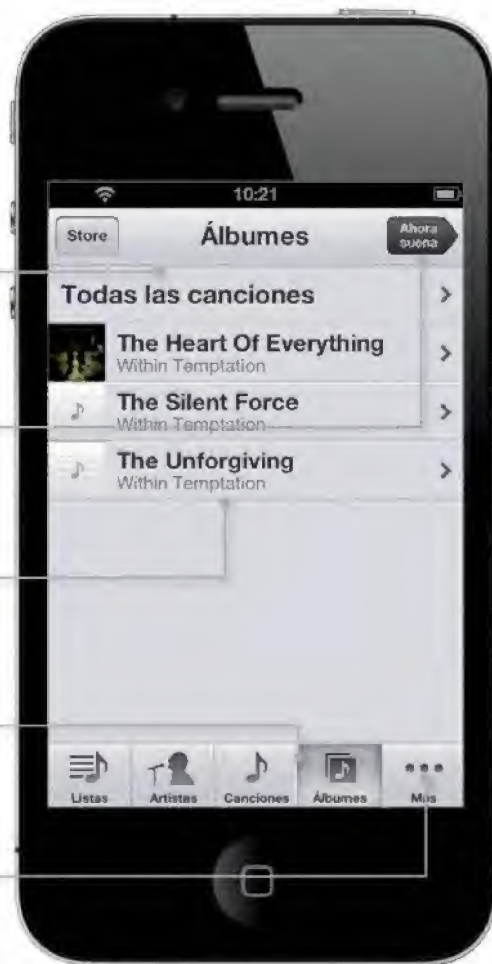 10:21
Store
Álbumes
Ahora
suena
Todas las canciones
The Heart Of Everything
Within Temptation
The Silent Force
Within Temptation
The Unforgiving
Within Temptation
Listas
Artistas
Canciones
Álbumes
Más